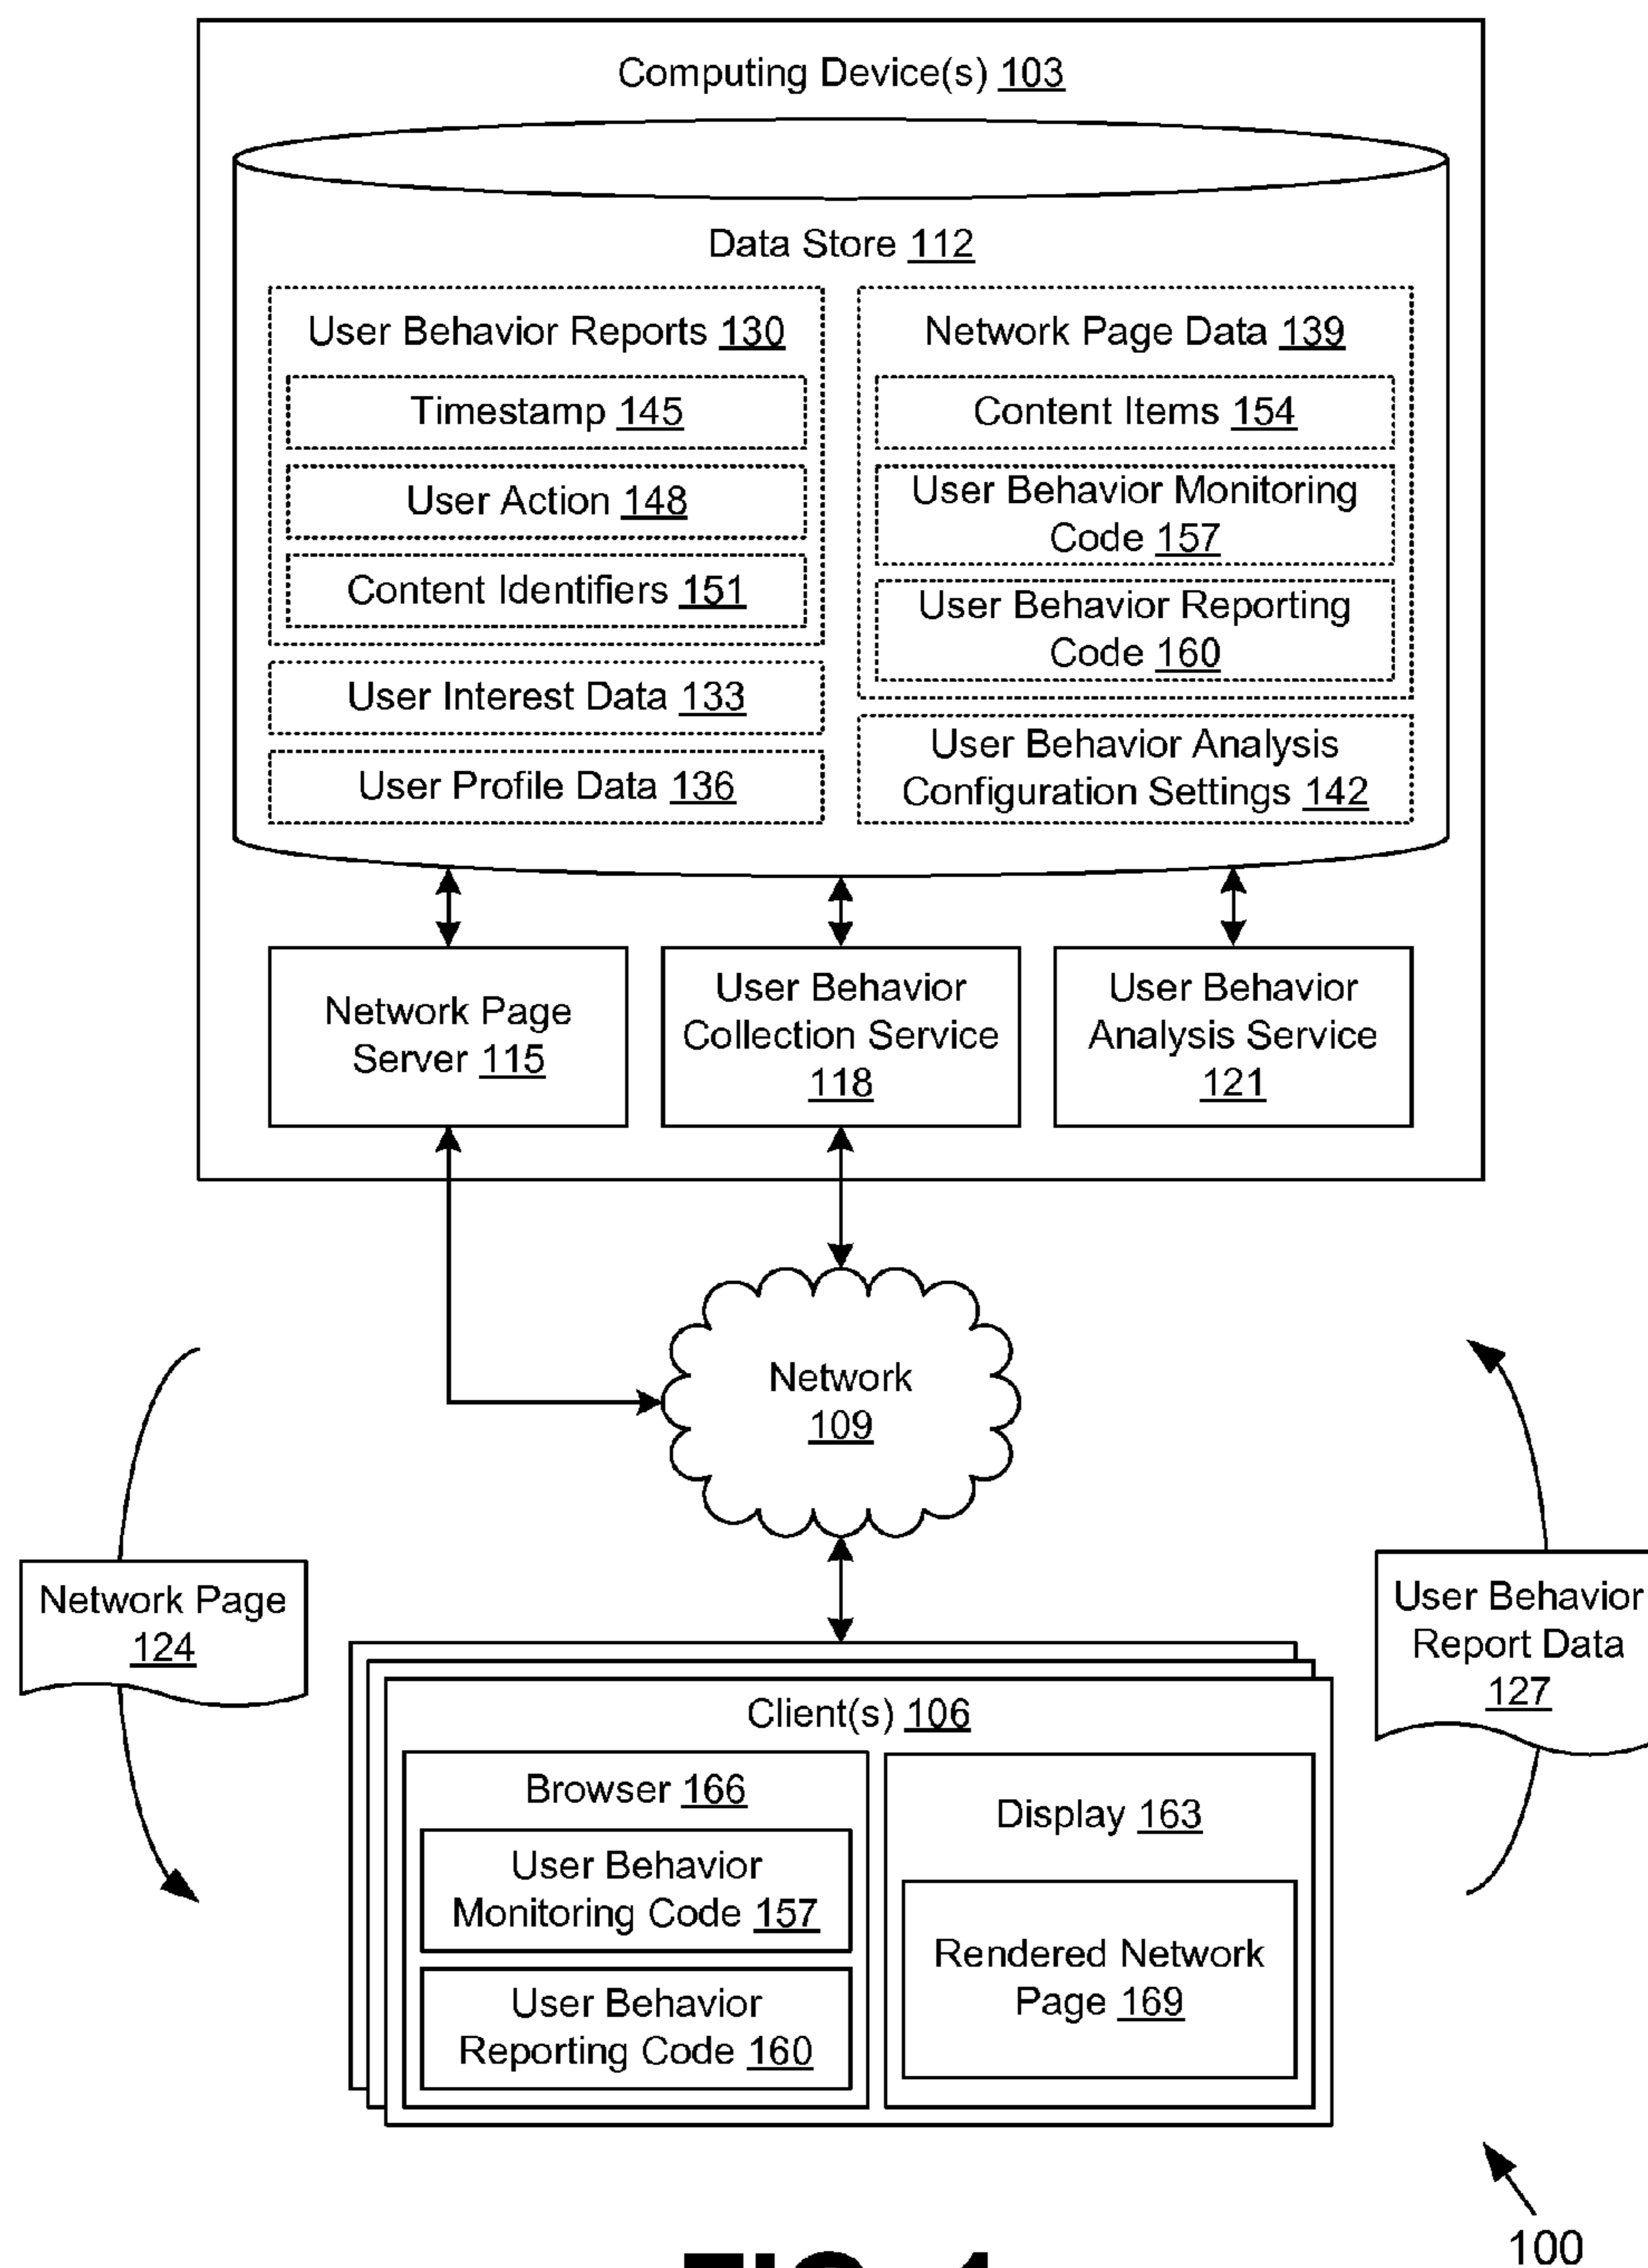 Computing Device(s) 103
Data Store 112
User Behavior Reports 130
Timestamp 145
User Action 148
Content Identifiers 151
User Interest Data 133
User Profile Data 136
Network Page Data 139
Content Items 154
User Behavior Monitoring
Code 157
User Behavior Reporting
Code 160
User Behavior Analysis
Configuration Settings 142
Network Page
Server 115
User Behavior
Collection Service
118
User Behavior
Analysis Service
121
Network
109
Network Page
124
User Behavior
Report Data
127
Client(s) 106
Browser 166
User Behavior
Monitoring Code 157
User Behavior
Reporting Code 160
Display 163
Rendered Network
Page 169
100